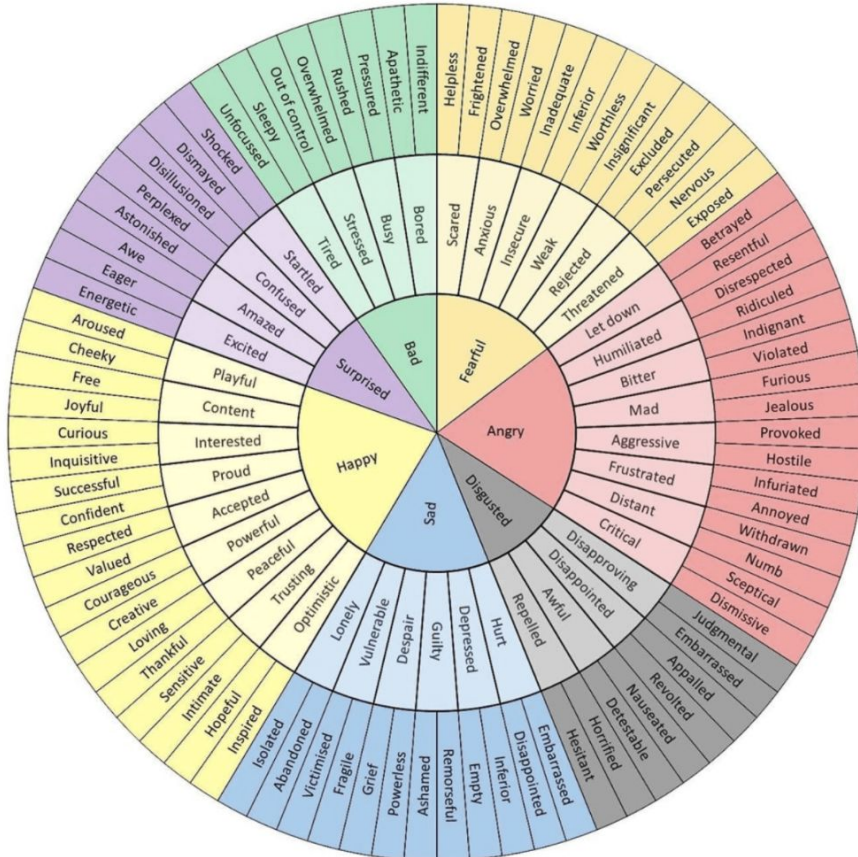 Fearful
Angry
Disgusted
Sad
Happy
Surprised
Bad
Scared
Anxious
Insecure
Weak
Rejected
Threatened
Let down
Humiliated
Bitter
Mad
Aggressive
Frustrated
Distant
Critical
Disapproving
Disappointed
Awful
Repelled
Hurt
Depressed
Guilty
Despair
Vulnerable
Lonely
Optimistic
Trusting
Peaceful
Powerful
Accepted
Proud
Interested
Content
Playful
Excited
Amazed
Confused
Startled
Tired
Stressed
Busy
Bored
Helpless
Frightened
Overwhelmed
Worried
Inadequate
Inferior
Worthless
Insignificant
Excluded
Persecuted
Nervous
Exposed
Betrayed
Resentful
Disrespected
Ridiculed
Indignant
Violated
Furious
Jealous
Provoked
Hostile
Infuriated
Annoyed
Withdrawn
Numb
Sceptical
Dismissive
Judgmental
Embarrassed
Appalled
Revolted
Nauseated
Detestable
Horrified
Hesitant
Embarrassed
Disappointed
Inferior
Empty
Remorseful
Ashamed
Powerless
Grief
Fragile
Victimised
Abandoned
Isolated
Inspired
Hopeful
Intimate
Sensitive
Thankful
Loving
Creative
Courageous
Valued
Respected
Confident
Successful
Inquisitive
Curious
Joyful
Free
Cheeky
Aroused
Energetic
Eager
Awe
Astonished
Perplexed
Disillusioned
Dismayed
Shocked
Unfocussed
Sleepy
Out of control
Overwhelmed
Rushed
Pressured
Apathetic
Indifferent